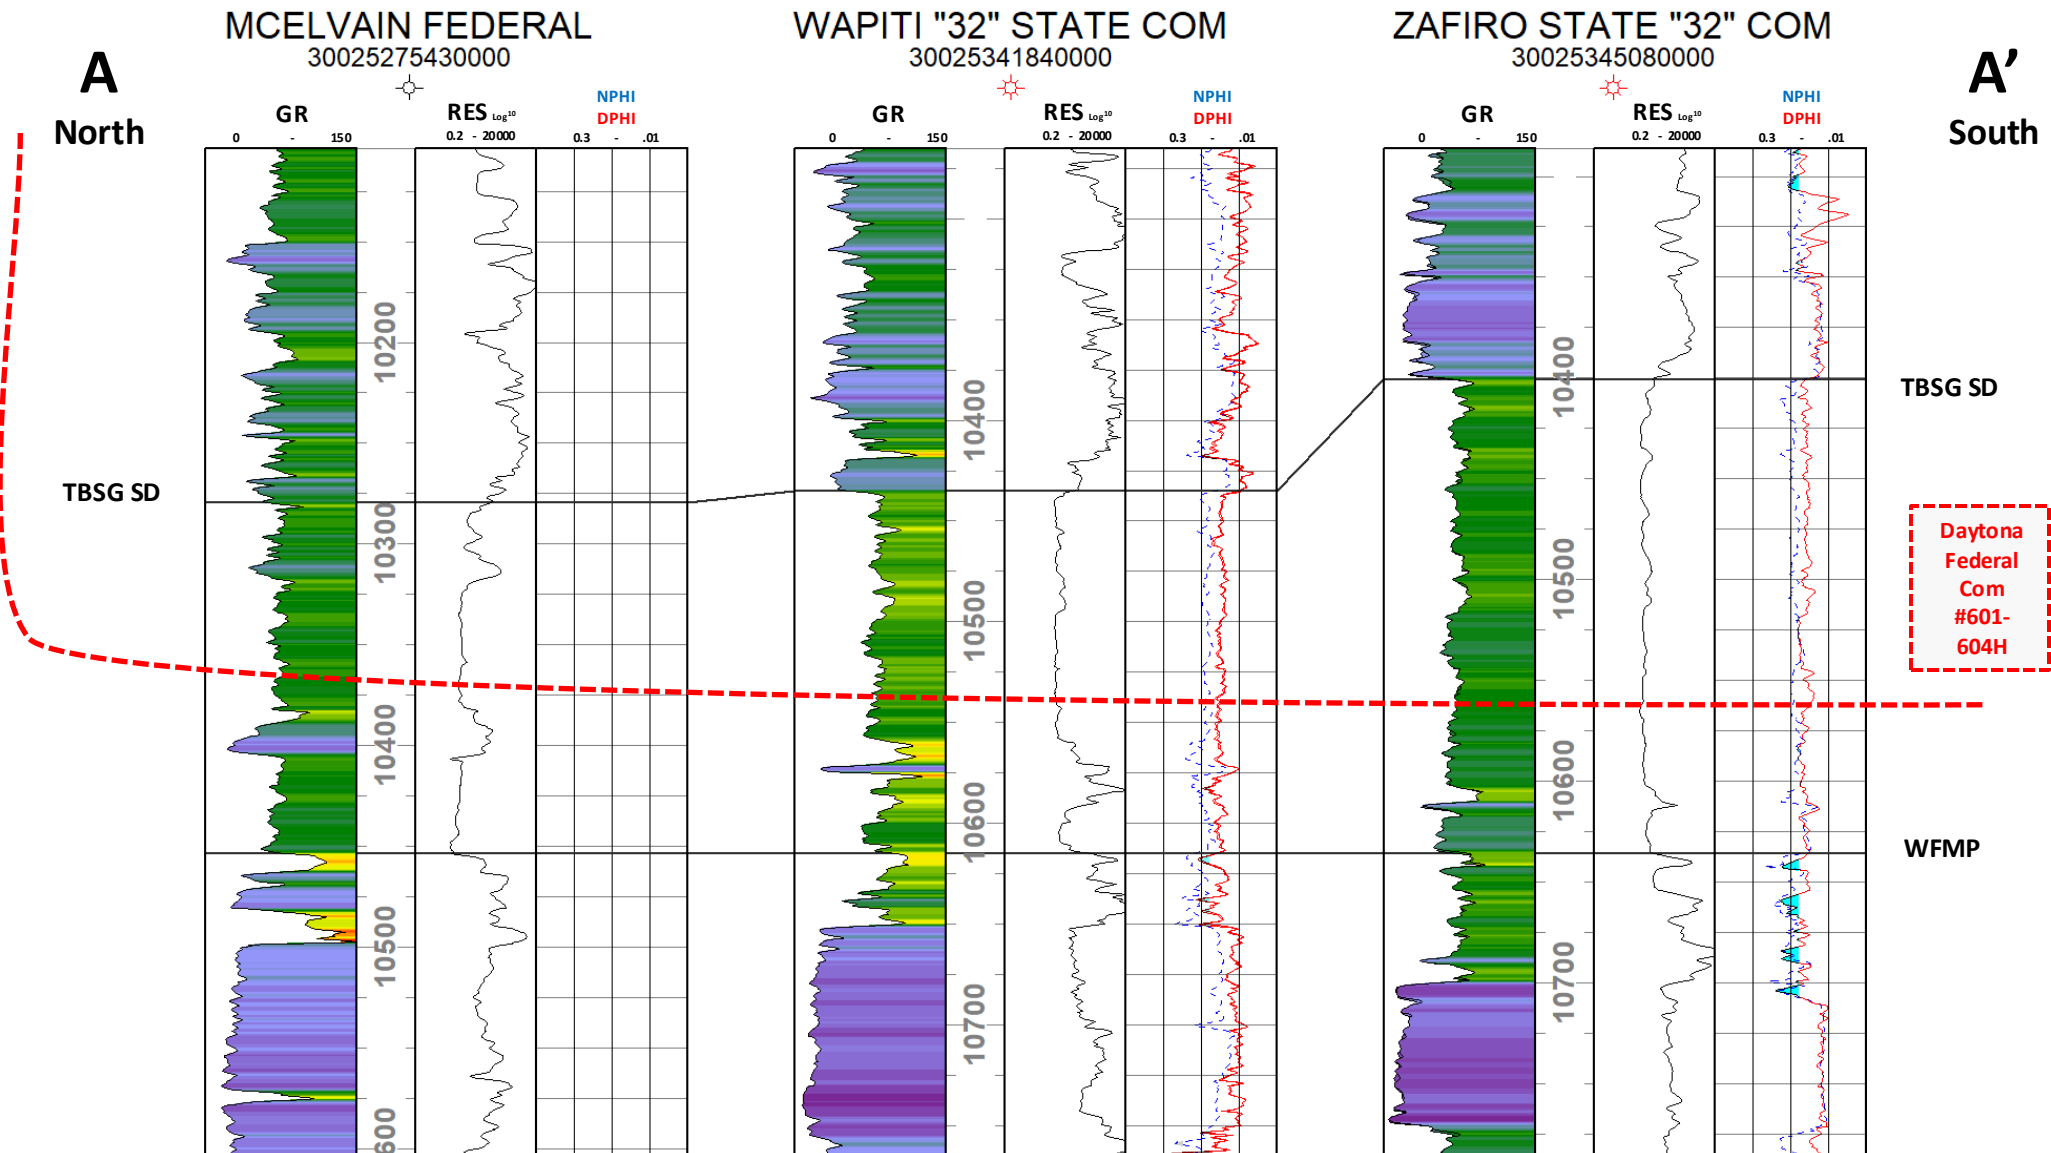 MCELVAIN FEDERAL
30025275430000
WAPITI "32" STATE COM
30025341840000
ZAFIRO STATE "32" COM
30025345080000
A
North
A’
South
GR
0 - 150
RES Log10
0.2 - 20000
NPHI
DPHI
0.3 - .01
GR
0 - 150
RES Log10
0.2 - 20000
NPHI
DPHI
0.3 - .01
GR
0 - 150
RES Log10
0.2 - 20000
NPHI
DPHI
0.3 - .01
10200
10300
10400
10500
600
10400
10500
10600
10700
10400
10500
10600
10700
TBSG SD
TBSG SD
Daytona
Federal
Com
#601-
604H
WFMP